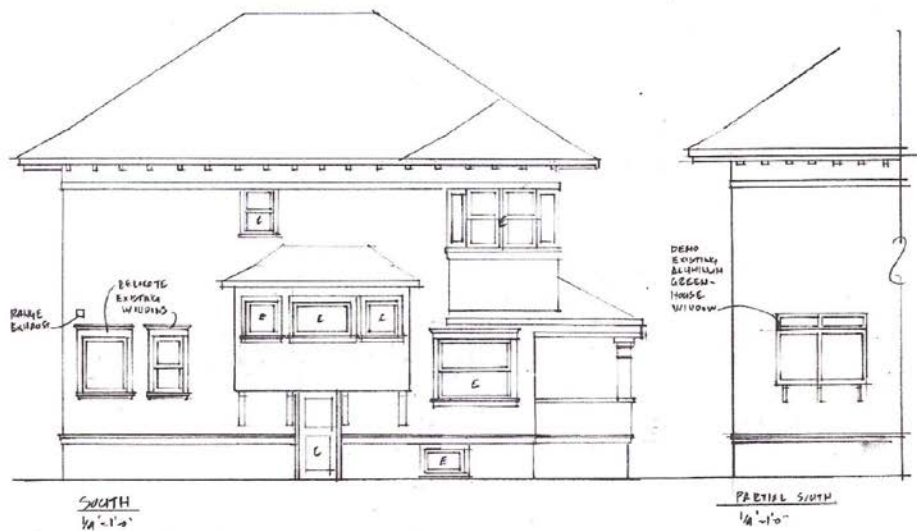 RANGE
EXHAUST
RELOCATE
EXISTING
WINDOWS
E
E
E
E
E
E
E
E
SOUTH
1/4"=1'-0"
DEMO
EXISTING
ALUMINUM
GREEN-
HOUSE
WINDOW
PARTIAL SOUTH
1/4"=1'-0"